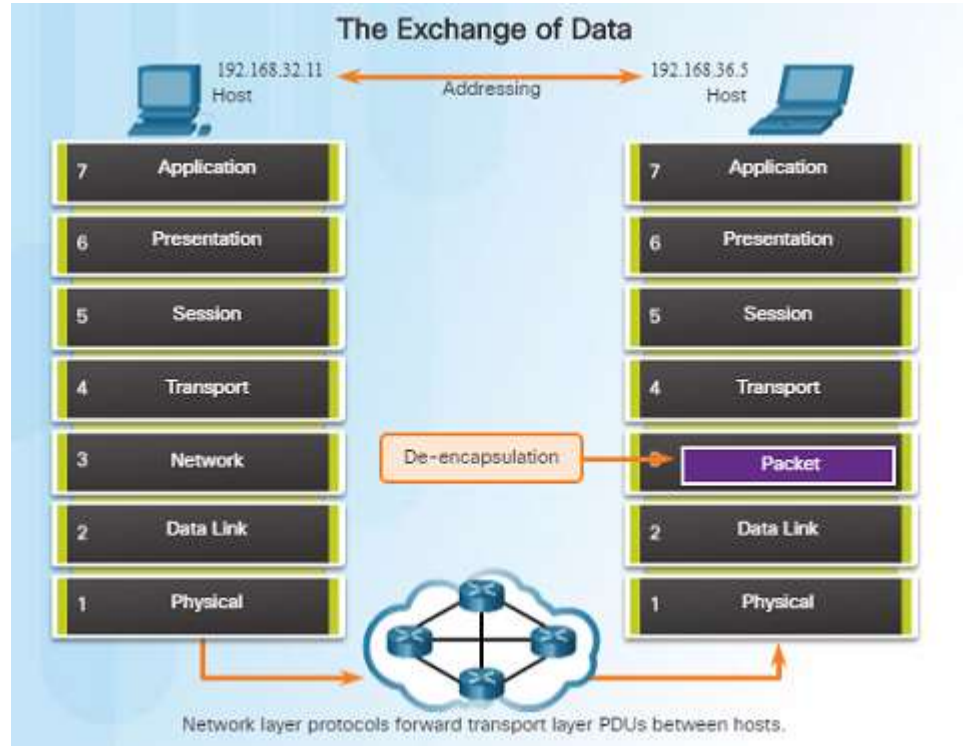 The Exchange of Data
192.168.32.11
Host
Addressing
192.168.36.5
Host
7 Application
6 Presentation
5 Session
4 Transport
3 Network
2 Data Link
1 Physical
De-encapsulation
7 Application
6 Presentation
5 Session
4 Transport
Packet
2 Data Link
1 Physical
Network layer protocols forward transport layer PDUs between hosts.